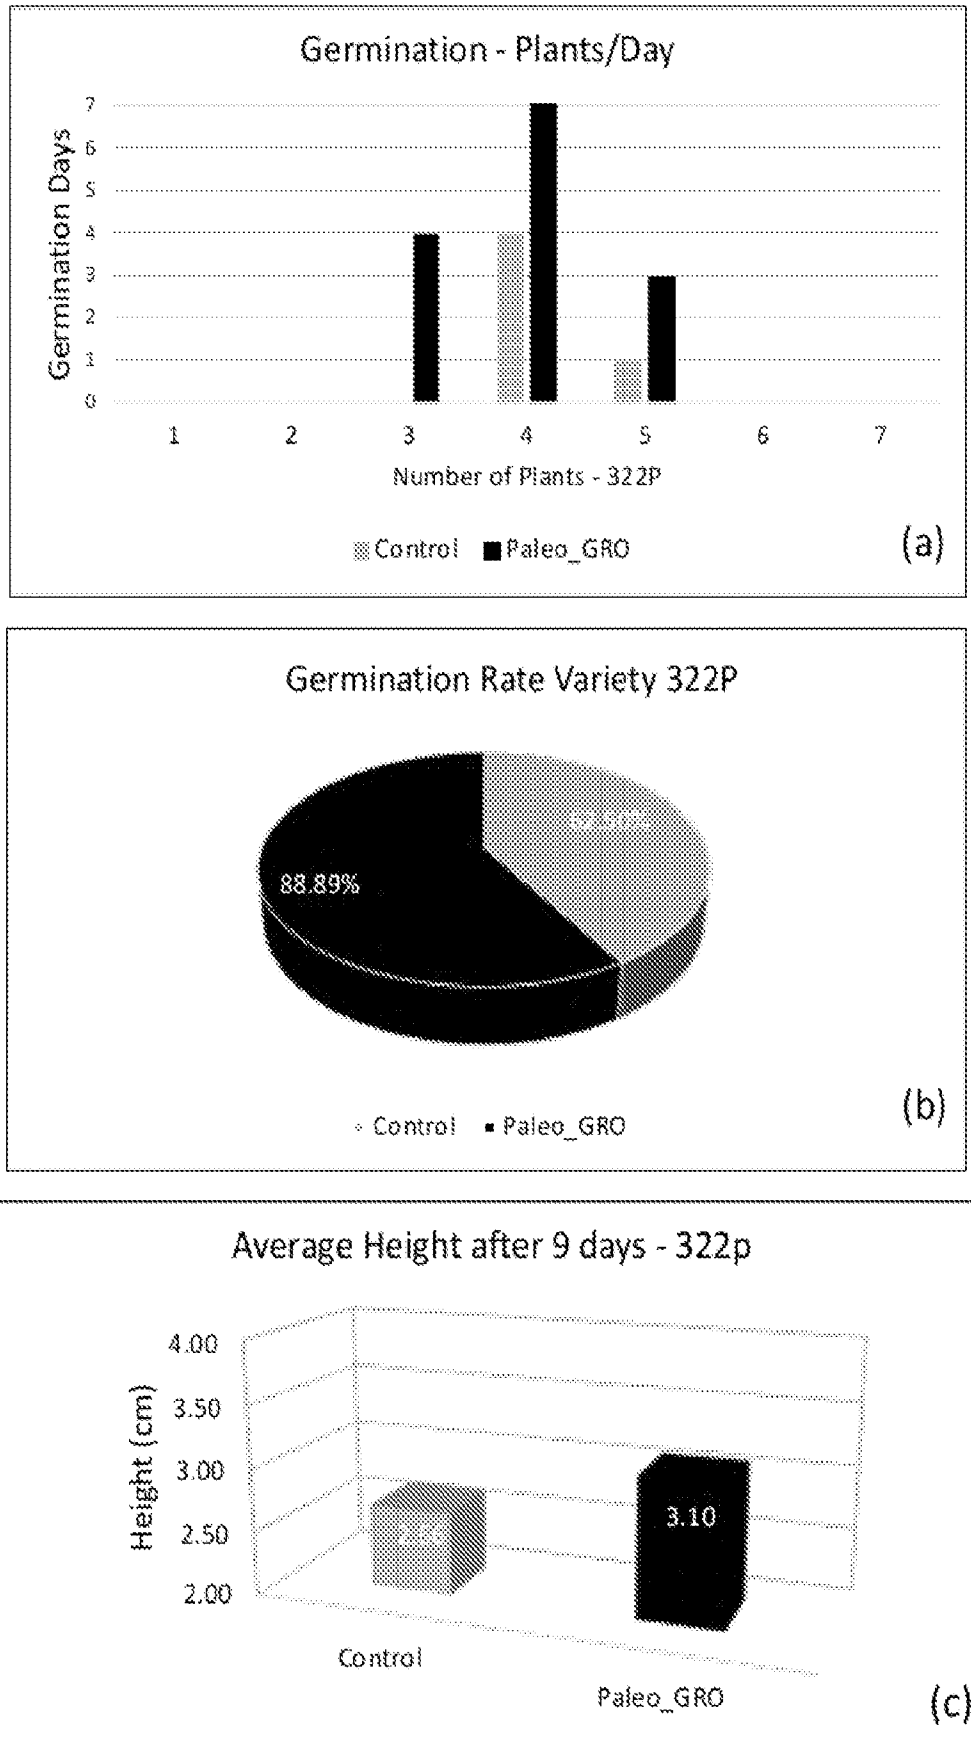 Germination - Plants/Day
Germination Days
7
6
5
4
3
2
1
0
1 2 3 4 5 6 7
Number of Plants - 322P
Control Paleo_GRO
(a)
Germination Rate Variety 322P
88.89%
Control Paleo_GRO
(b)
Average Height after 9 days - 322p
Height (cm)
4.00
3.50
3.00
2.50
2.00
3.10
Control
Paleo_GRO
(c)